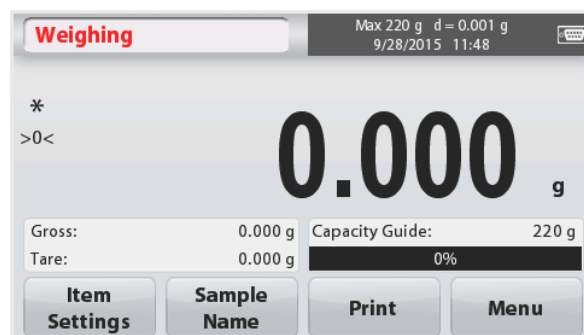 Weighing
Max 220 g d = 0.001 g
9/28/2015 11:48
*
>0<
0.000 g
Gross: 0.000 g
Tare: 0.000 g
Capacity Guide: 220 g
0%
Item Settings
Sample Name
Print
Menu